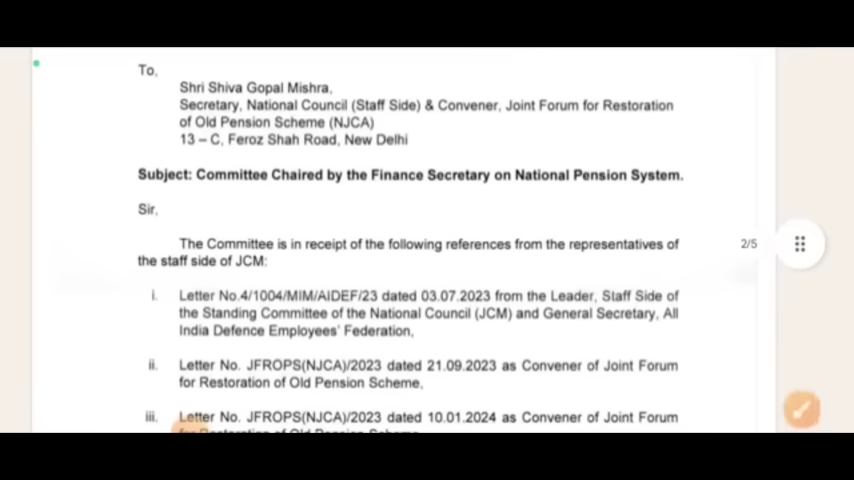 To,
Shri Shiva Gopal Mishra,
Secretary, National Council (Staff Side) & Convener, Joint Forum for Restoration
of Old Pension Scheme (NJCA)
13 – C, Feroz Shah Road, New Delhi
Subject: Committee Chaired by the Finance Secretary on National Pension System.
Sir,
The Committee is in receipt of the following references from the representatives of
the staff side of JCM:
2/5
i. Letter No.4/1004/MIM/AIDEF/23 dated 03.07.2023 from the Leader, Staff Side of
the Standing Committee of the National Council (JCM) and General Secretary, All
India Defence Employees' Federation,
ii. Letter No. JFROPS(NJCA)/2023 dated 21.09.2023 as Convener of Joint Forum
for Restoration of Old Pension Scheme,
iii. Letter No. JFROPS(NJCA)/2023 dated 10.01.2024 as Convener of Joint Forum
for Restoration of Old Pension Scheme